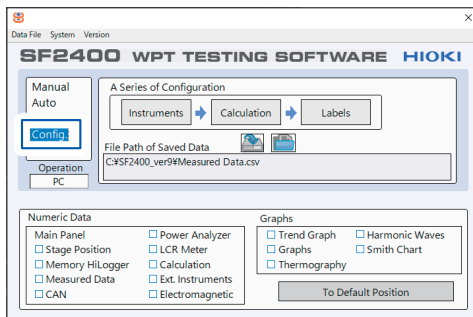 Data File System Version
SF2400 WPT TESTING SOFTWARE HIOKI
Manual
Auto
Config.
Operation
PC
A Series of Configuration
Instruments
Calculation
Labels
File Path of Saved Data
C:¥SF2400_ver9¥Measured Data.csv
Numeric Data
Main Panel
Stage Position
Memory HiLogger
Measured Data
CAN
Power Analyzer
LCR Meter
Calculation
Ext. Instruments
Electromagnetic
Graphs
Trend Graph
Graphs
Thermography
Harmonic Waves
Smith Chart
To Default Position